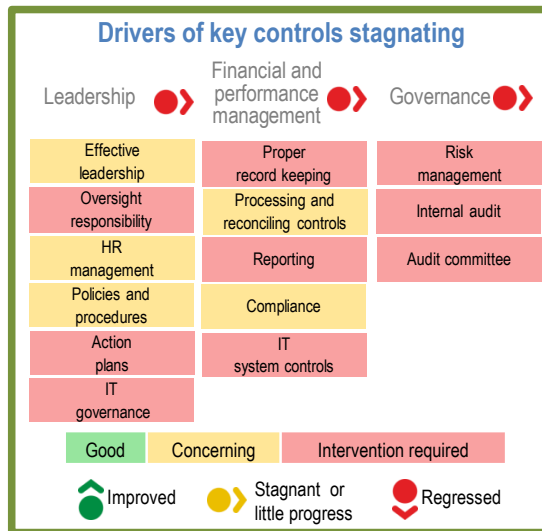 Drivers of key controls stagnating
Leadership
Financial and
performance
management
Governance
Effective
leadership
Oversight
responsibility
HR
management
Policies and
procedures
Action
plans
IT
governance
Proper
record keeping
Processing and
reconciling controls
Reporting
Compliance
IT
system controls
Risk
management
Internal audit
Audit committee
Good
Concerning
Intervention required
Improved
Stagnant or
little progress
Regressed